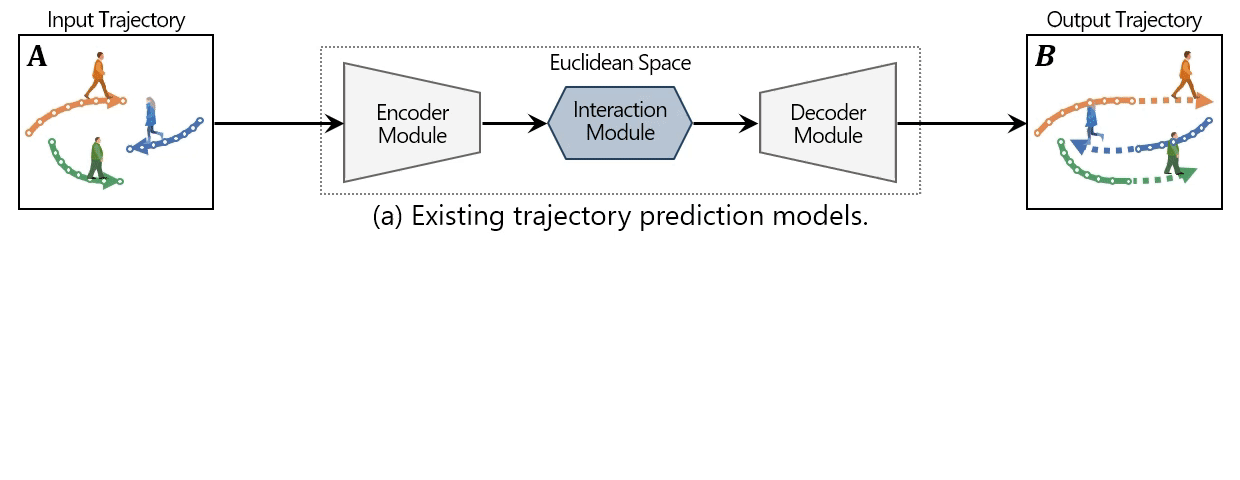 Input Trajectory
Output Trajectory
A
Euclidean Space
B
Encoder
Module
Interaction
Module
Decoder
Module
(a) Existing trajectory prediction models.